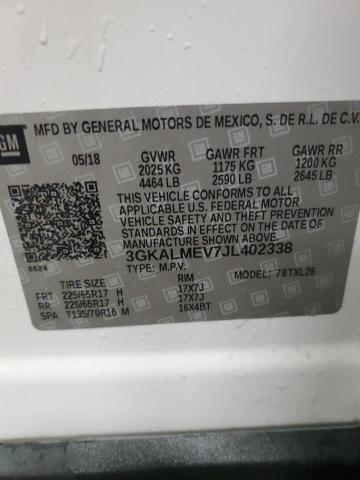 GM
MFD BY GENERAL MOTORS DE MEXICO, S. DE R.L. DE C.V.
05/18 GVWR GAWR FRT GAWR RR
2025 KG 1175 KG 1200 KG
4464 LB 2590 LB 2645 LB
THIS VEHICLE CONFORMS TO ALL
APPLICABLE U.S. FEDERAL MOTOR
VEHICLE SAFETY STANDARDS IN
EFFECT ON THE DATE OF
MANUFACTURE SHOWN ABOVE.
8624 3GKALMEV7JL402338
TYPE: M.P.V. MODEL: 78TXL26
TIRE SIZE RIM
FRT 225/65R17 H 17X7J
RR 225/65R17 H 17X7J
SPA T135/70R16 M 16X4BT